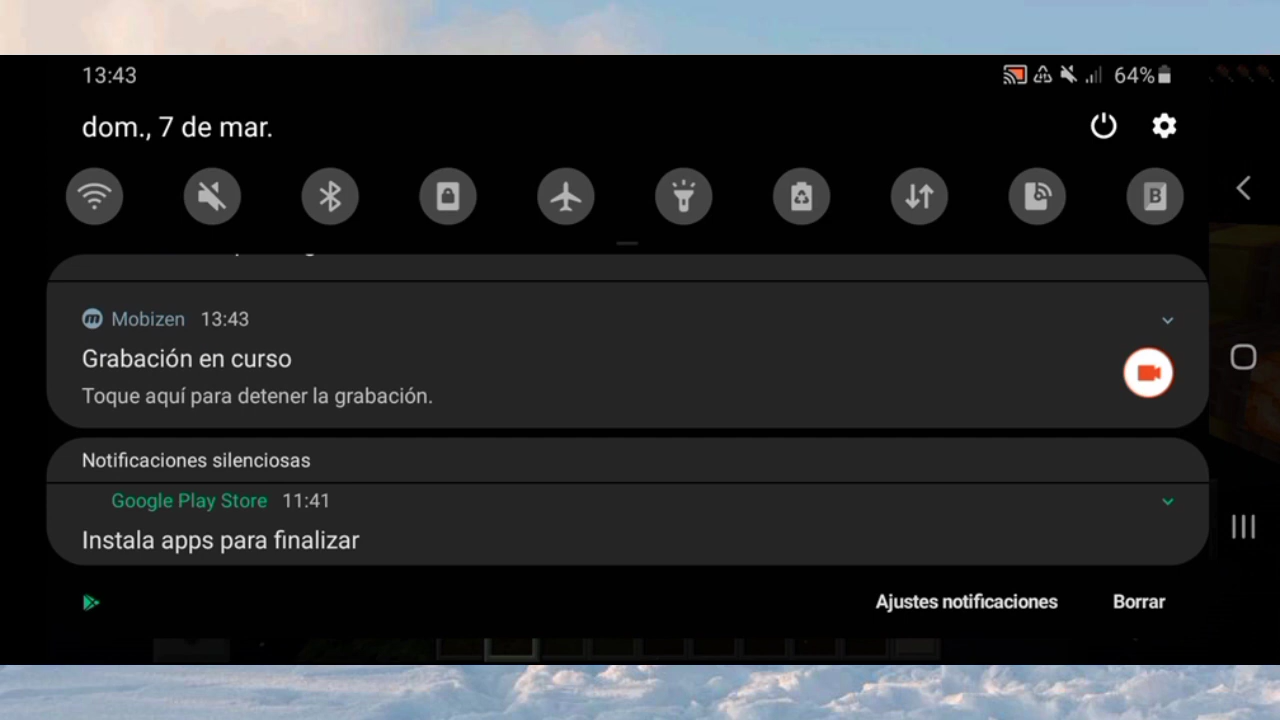 13:43
64%
dom., 7 de mar.
B
Mobizen 13:43
Grabación en curso
Toque aquí para detener la grabación.
Notificaciones silenciosas
Google Play Store 11:41
Instala apps para finalizar
Ajustes notificaciones Borrar